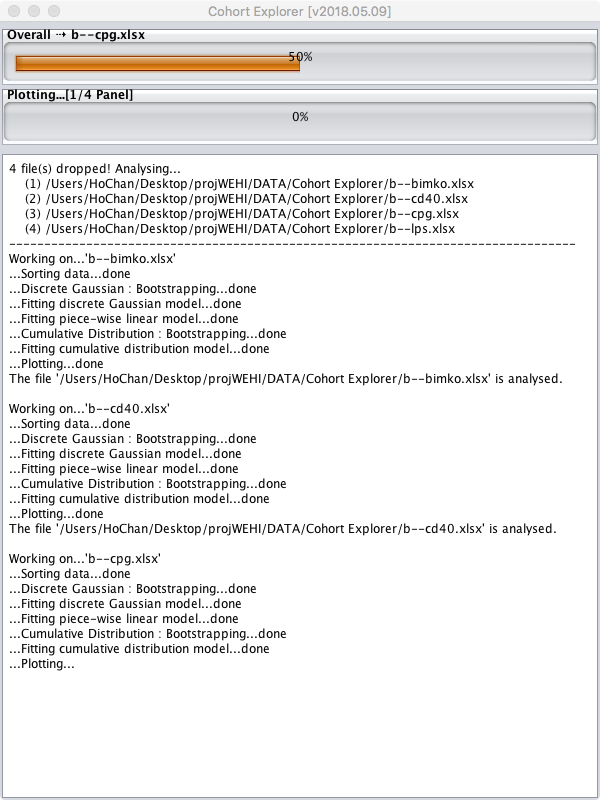 Cohort Explorer [v2018.05.09]
Overall ⇢ b--cpg.xlsx
50%
Plotting...[1/4 Panel]
0%
4 file(s) dropped! Analysing...
(1) /Users/HoChan/Desktop/projWEHI/DATA/Cohort Explorer/b--bimko.xlsx
(2) /Users/HoChan/Desktop/projWEHI/DATA/Cohort Explorer/b--cd40.xlsx
(3) /Users/HoChan/Desktop/projWEHI/DATA/Cohort Explorer/b--cpg.xlsx
(4) /Users/HoChan/Desktop/projWEHI/DATA/Cohort Explorer/b--lps.xlsx
--------------------------------------------------------------------------------
Working on...'b--bimko.xlsx'
...Sorting data...done
...Discrete Gaussian : Bootstrapping...done
...Fitting discrete Gaussian model...done
...Fitting piece-wise linear model...done
...Cumulative Distribution : Bootstrapping...done
...Fitting cumulative distribution model...done
...Plotting...done
The file '/Users/HoChan/Desktop/projWEHI/DATA/Cohort Explorer/b--bimko.xlsx' is analysed.
Working on...'b--cd40.xlsx'
...Sorting data...done
...Discrete Gaussian : Bootstrapping...done
...Fitting discrete Gaussian model...done
...Fitting piece-wise linear model...done
...Cumulative Distribution : Bootstrapping...done
...Fitting cumulative distribution model...done
...Plotting...done
The file '/Users/HoChan/Desktop/projWEHI/DATA/Cohort Explorer/b--cd40.xlsx' is analysed.
Working on...'b--cpg.xlsx'
...Sorting data...done
...Discrete Gaussian : Bootstrapping...done
...Fitting discrete Gaussian model...done
...Fitting piece-wise linear model...done
...Cumulative Distribution : Bootstrapping...done
...Fitting cumulative distribution model...done
...Plotting...